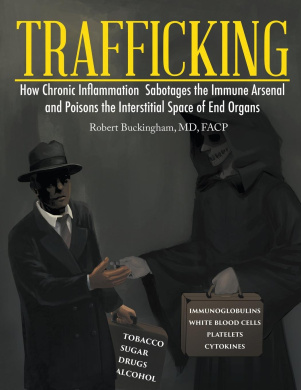 TRAFFICKING
How Chronic Inflammation Sabotages the Immune Arsenal
and Poisons the Interstitial Space of End Organs
Robert Buckingham, MD, FACP
IMMUNOGLOBULINS
WHITE BLOOD CELLS
PLATELETS
CYTOKINES
TOBACCO
SUGAR
DRUGS
ALCOHOL